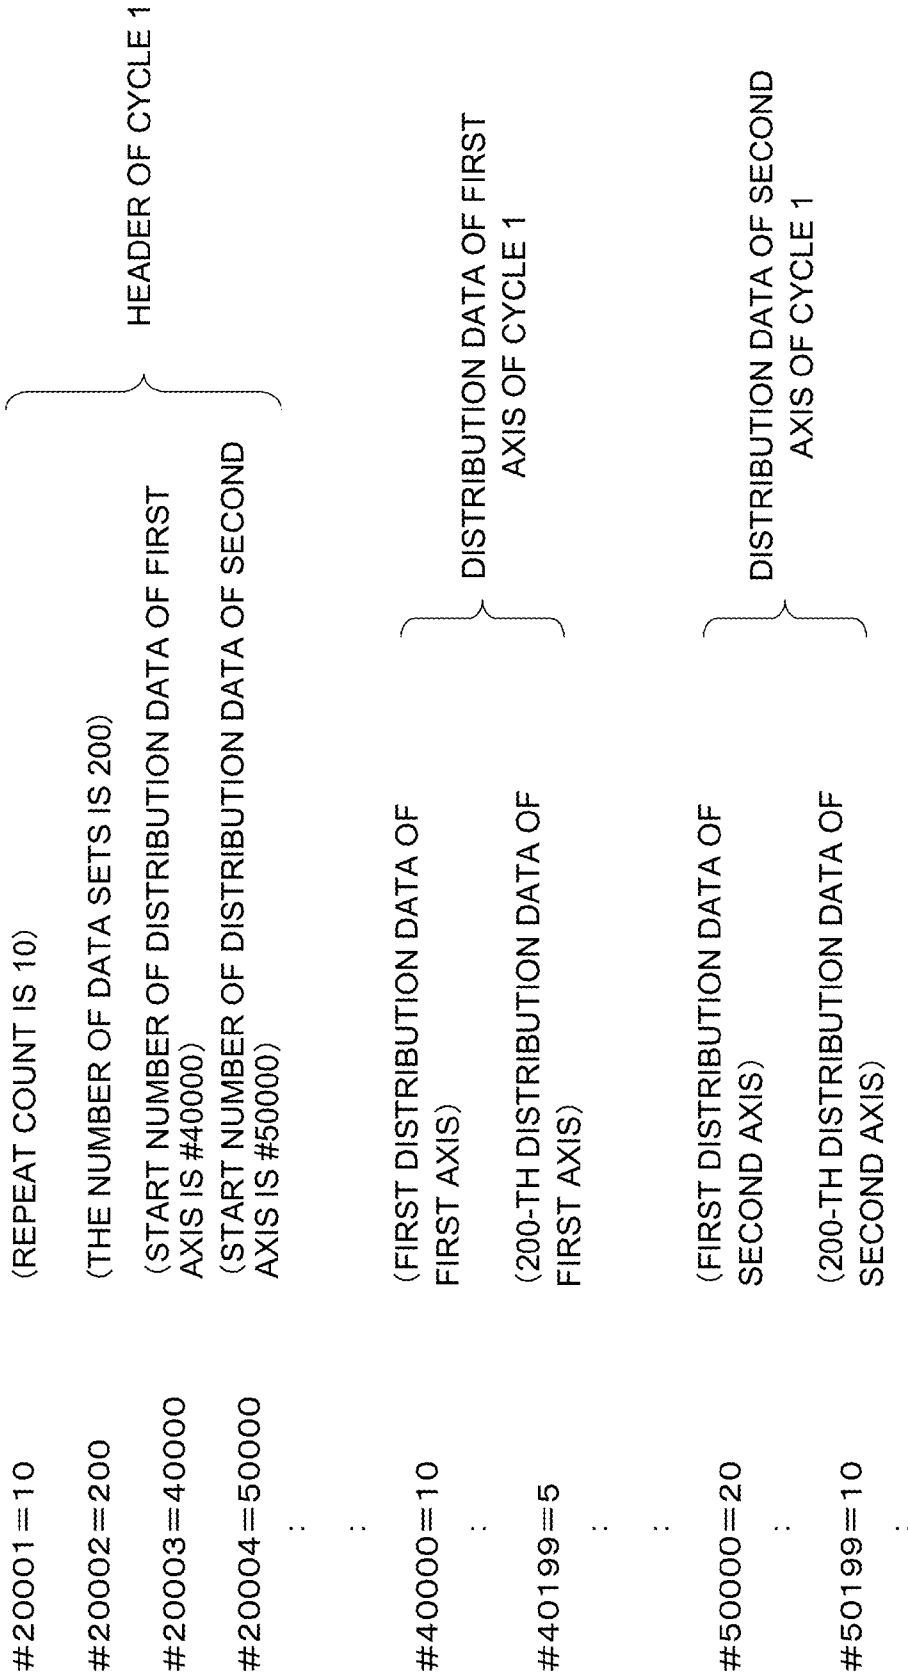 #20001=10 (REPEAT COUNT IS 10)
#20002=200 (THE NUMBER OF DATA SETS IS 200)
#20003=40000 (START NUMBER OF DISTRIBUTION DATA OF FIRST
AXIS IS #40000)
#20004=50000 (START NUMBER OF DISTRIBUTION DATA OF SECOND
AXIS IS #50000)
HEADER OF CYCLE 1
:
:
#40000=10 (FIRST DISTRIBUTION DATA OF
FIRST AXIS)
:
#40199=5 (200-TH DISTRIBUTION DATA OF
FIRST AXIS)
DISTRIBUTION DATA OF FIRST
AXIS OF CYCLE 1
:
:
#50000=20 (FIRST DISTRIBUTION DATA OF
SECOND AXIS)
:
#50199=10 (200-TH DISTRIBUTION DATA OF
SECOND AXIS)
DISTRIBUTION DATA OF SECOND
AXIS OF CYCLE 1
: